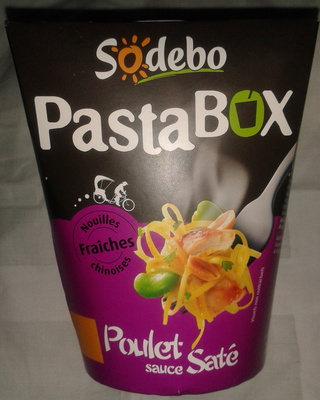 Sodebo
PastaBOX
Nouilles
Fraîches
chinoises
Poulet
sauce Saté